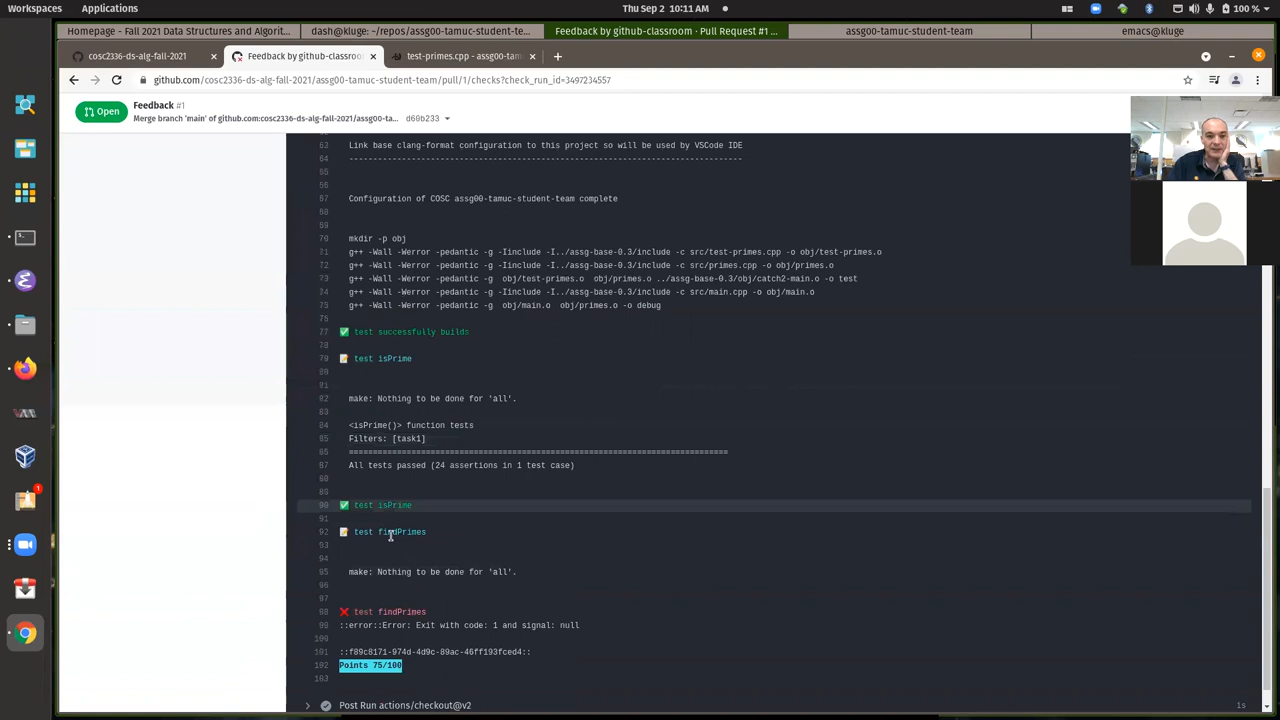 Workspaces Applications Thu Sep 2 10:11 AM 100 %
Homepage - Fall 2021 Data Structures and Algorit... dash@kluge: ~/repos/assg00-tamuc-student-te... Feedback by github-classroom · Pull Request #1 ... assg00-tamuc-student-team emacs@kluge
cosc2336-ds-alg-fall-2021 Feedback by github-classroo test-primes.cpp - assg00-tam
github.com/cosc2336-ds-alg-fall-2021/assg00-tamuc-student-team/pull/1/checks?check_run_id=3497234557
Open Feedback #1
Merge branch 'main' of github.com:cosc2336-ds-alg-fall-2021/assg00-ta... d60b233
63 Link base clang-format configuration to this project so will be used by VSCode IDE
64 ----------------------------------------------------------------------------------
65
66
67 Configuration of COSC assg00-tamuc-student-team complete
68
69
70 mkdir -p obj
71 g++ -Wall -Werror -pedantic -g -Iinclude -I../assg-base-0.3/include -c src/test-primes.cpp -o obj/test-primes.o
72 g++ -Wall -Werror -pedantic -g -Iinclude -I../assg-base-0.3/include -c src/primes.cpp -o obj/primes.o
73 g++ -Wall -Werror -pedantic -g obj/test-primes.o obj/primes.o ../assg-base-0.3/obj/catch2-main.o -o test
74 g++ -Wall -Werror -pedantic -g -Iinclude -I../assg-base-0.3/include -c src/main.cpp -o obj/main.o
75 g++ -Wall -Werror -pedantic -g obj/main.o obj/primes.o -o debug
76
77 ✅ test successfully builds
78
79 📝 test isPrime
80
81
82 make: Nothing to be done for 'all'.
83
84 <isPrime()> function tests
85 Filters: [task1]
86 ===============================================================================
87 All tests passed (24 assertions in 1 test case)
88
89
90 ✅ test isPrime
91
92 📝 test findPrimes
93
94
95 make: Nothing to be done for 'all'.
96
97
98 ❌ test findPrimes
99 ::error::Error: Exit with code: 1 and signal: null
100
101 ::f89c8171-974d-4d9c-89ac-46ff193fced4::
102 Points 75/100
103
Post Run actions/checkout@v2 1s
1